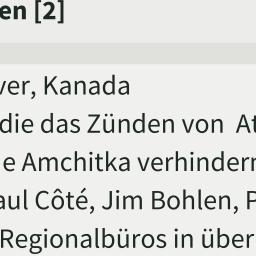 en [2]
ver, Kanada
die das Zünden von At
e Amchitka verhindern
aul Côté, Jim Bohlen, P
Regionalbüros in über